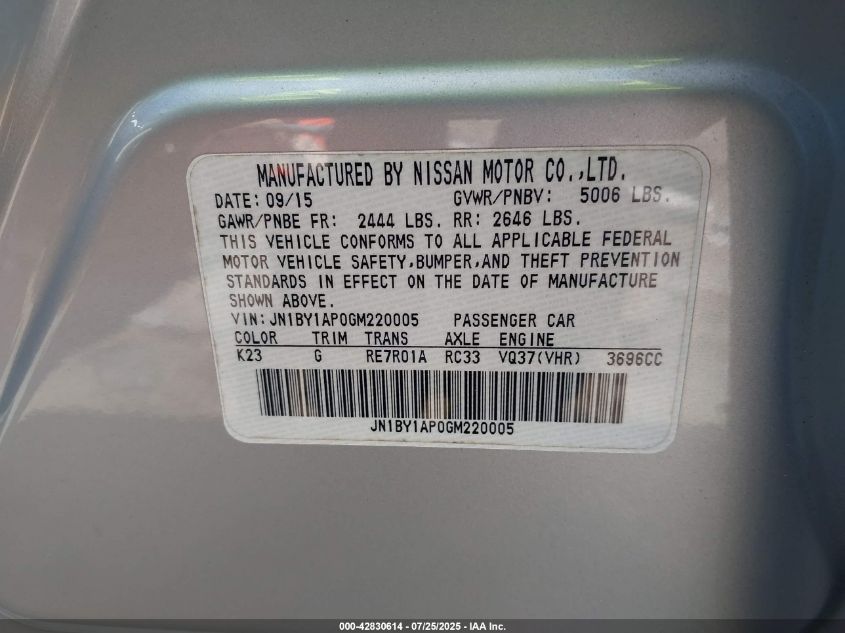 MANUFACTURED BY NISSAN MOTOR CO.,LTD.
DATE: 09/15 GVWR/PNBV: 5006 LBS.
GAWR/PNBE FR: 2444 LBS. RR: 2646 LBS.
THIS VEHICLE CONFORMS TO ALL APPLICABLE FEDERAL
MOTOR VEHICLE SAFETY,BUMPER,AND THEFT PREVENTION
STANDARDS IN EFFECT ON THE DATE OF MANUFACTURE
SHOWN ABOVE.
VIN:JN1BY1AP0GM220005 PASSENGER CAR
COLOR TRIM TRANS AXLE ENGINE
K23 G RE7R01A RC33 VQ37(VHR) 3696CC
JN1BY1AP0GM220005
000-42830614 - 07/25/2025 - IAA Inc.